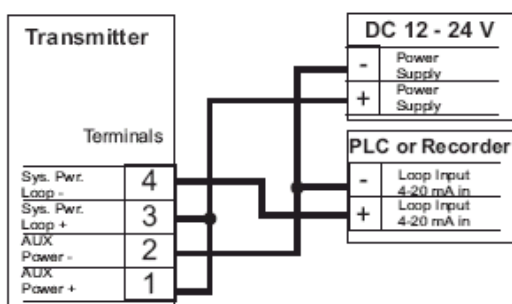 Transmitter
Terminals
Sys. Pwr.
Loop -
4
Sys. Pwr.
Loop +
3
AUX
Power -
2
AUX
Power +
1
DC 12 - 24 V
-
Power
Supply
+
Power
Supply
PLC or Recorder
-
Loop Input
4-20 mA in
+
Loop Input
4-20 mA in